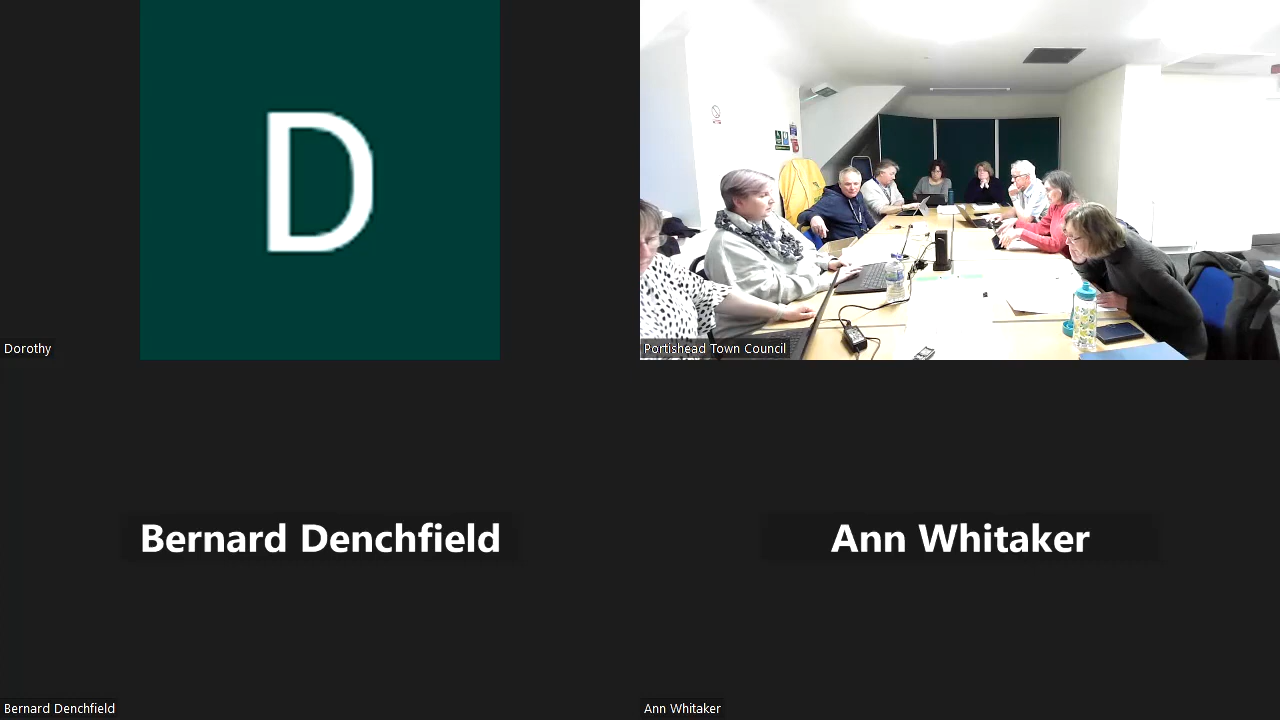 D
Dorothy
Portishead Town Council
Bernard Denchfield
Ann Whitaker
Bernard Denchfield
Ann Whitaker